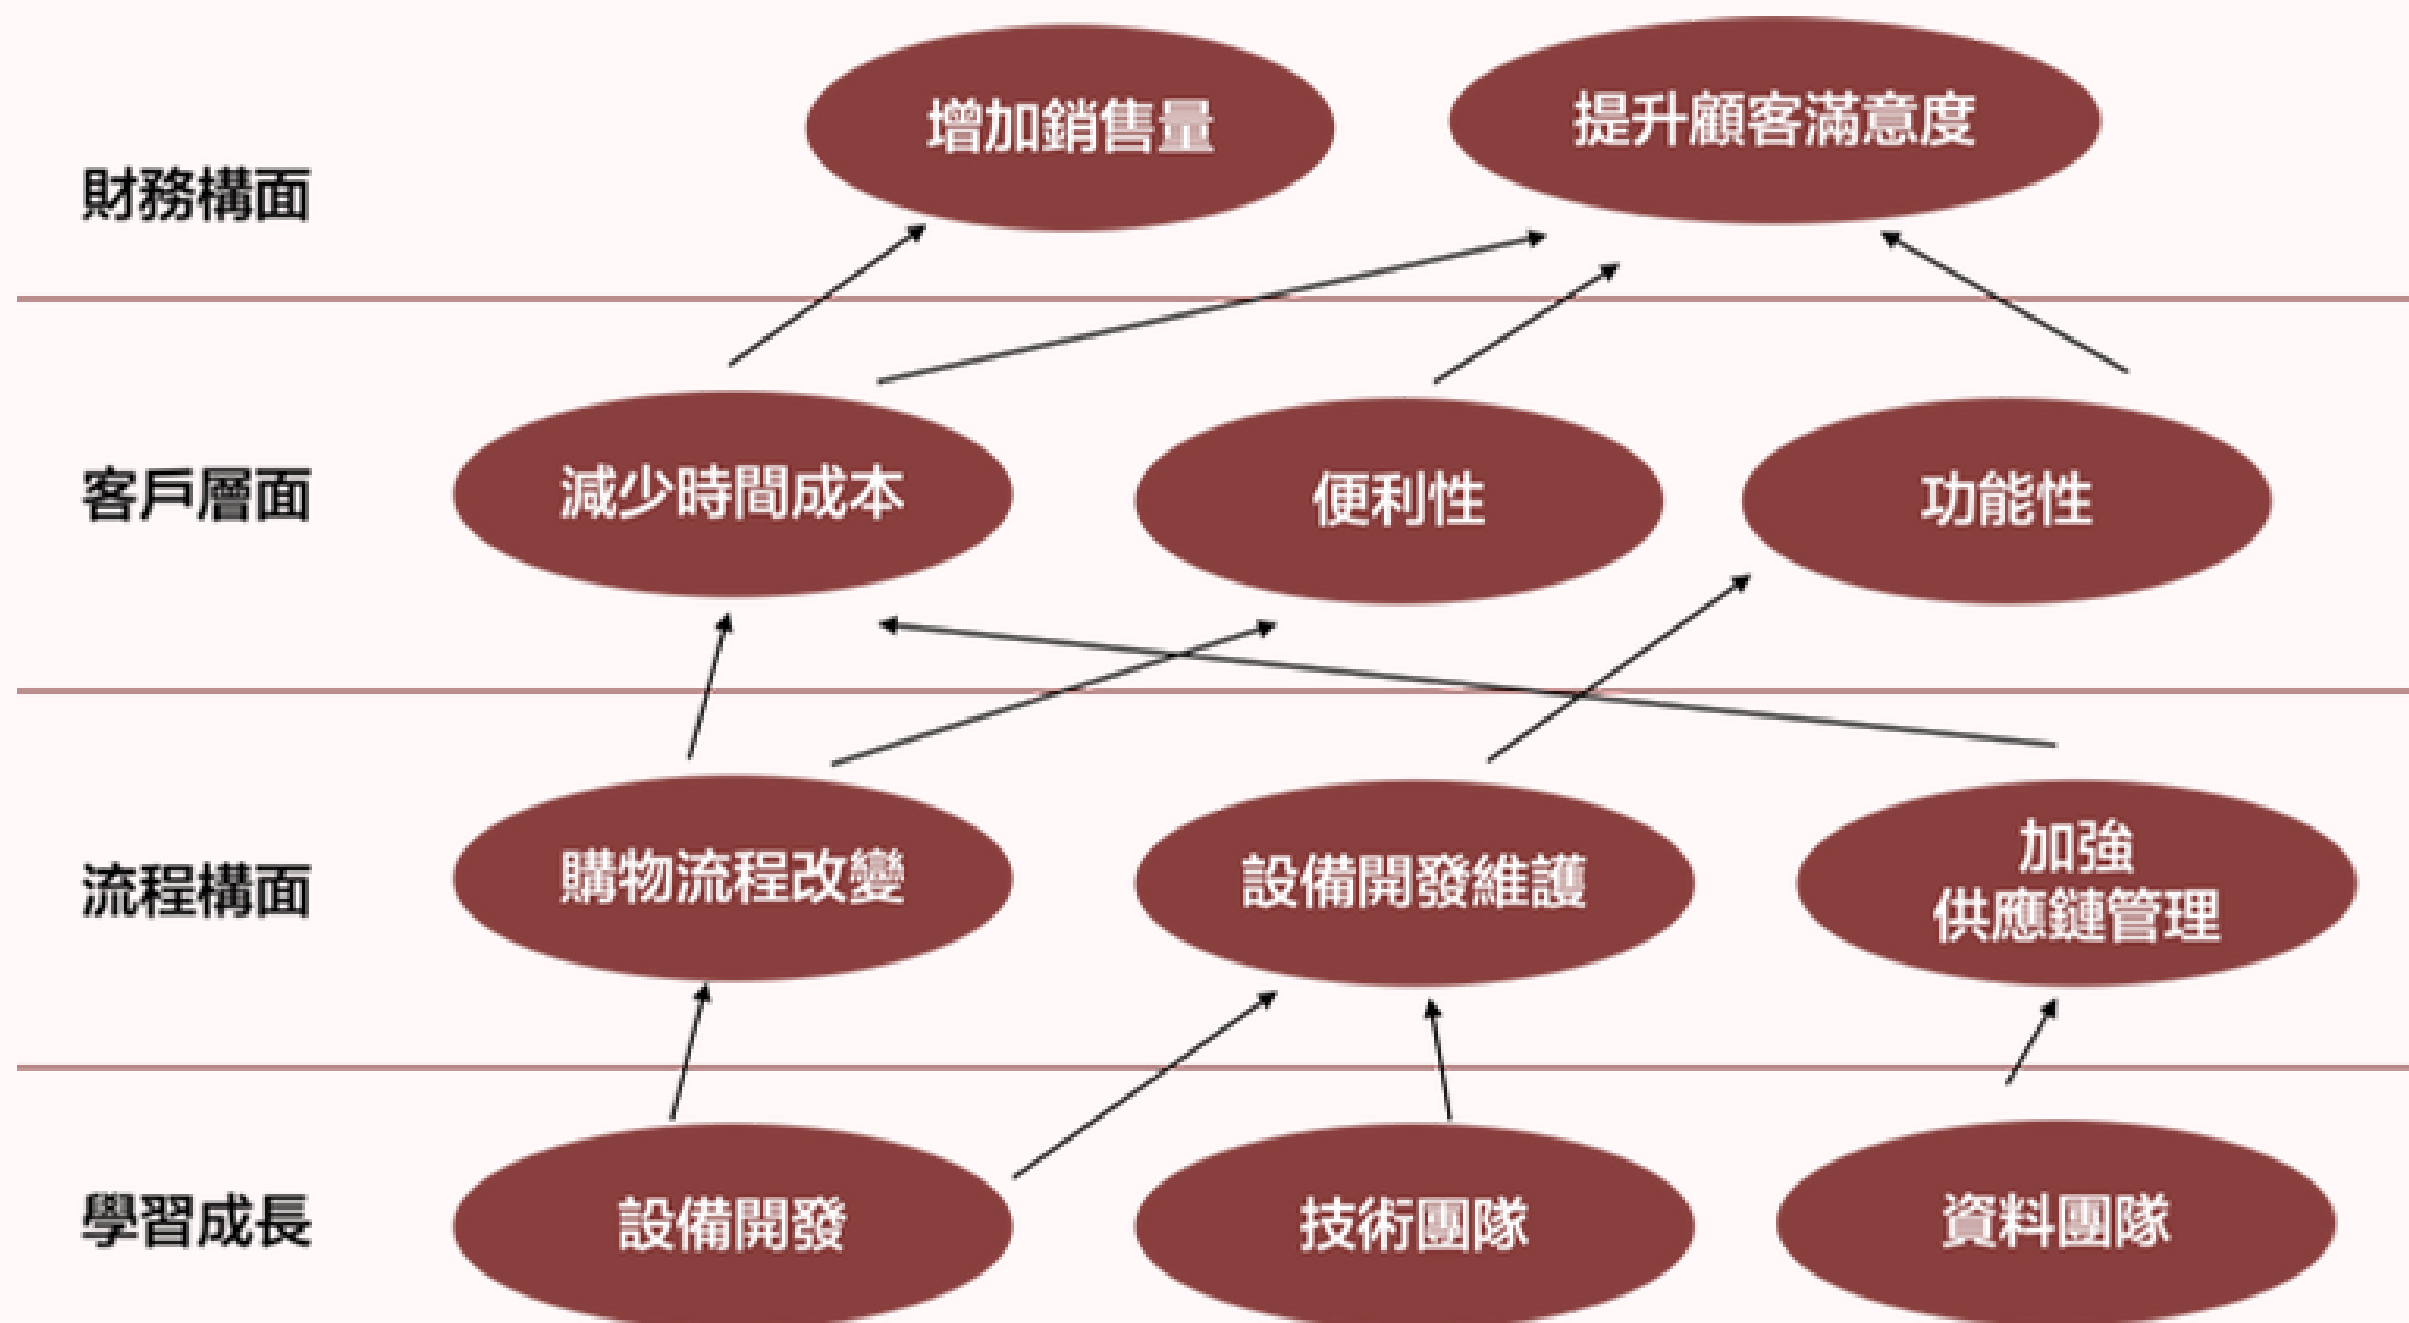 增加銷售量
提升顧客滿意度
財務構面
客戶層面
減少時間成本
便利性
功能性
流程構面
購物流程改變
設備開發維護
加強
供應鏈管理
學習成長
設備開發
技術團隊
資料團隊